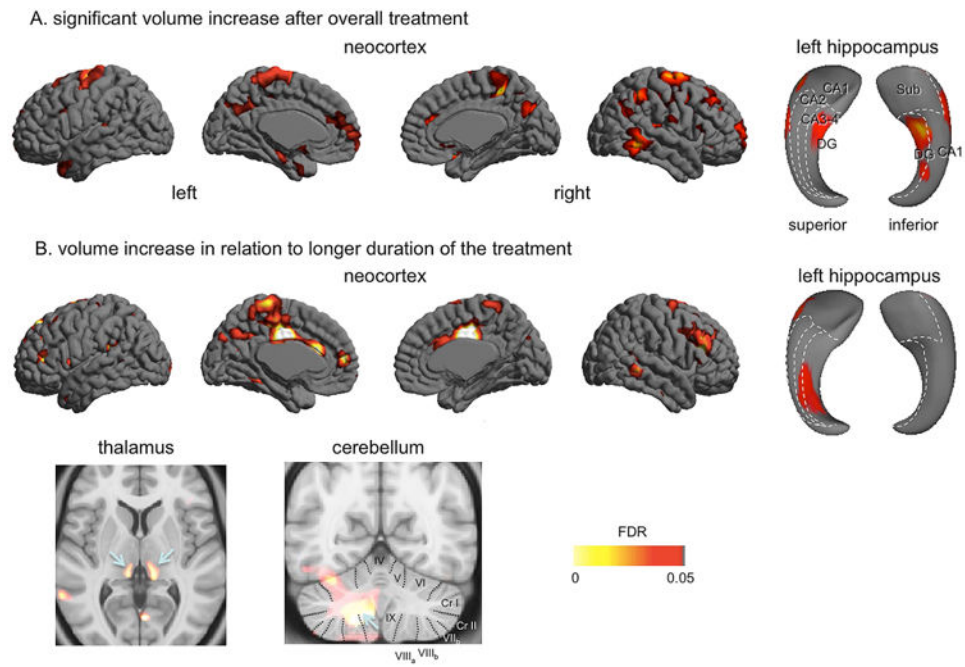 A. significant volume increase after overall treatment
neocortex
left hippocampus
CA1
Sub
CA2
CA3-4
DG
DG
CA1
left
right
superior
inferior
B. volume increase in relation to longer duration of the treatment
neocortex
left hippocampus
thalamus
cerebellum
IV
V
VI
Cr I
IX
Cr II
VIIb
VIIIa
VIIIb
FDR
0
0.05